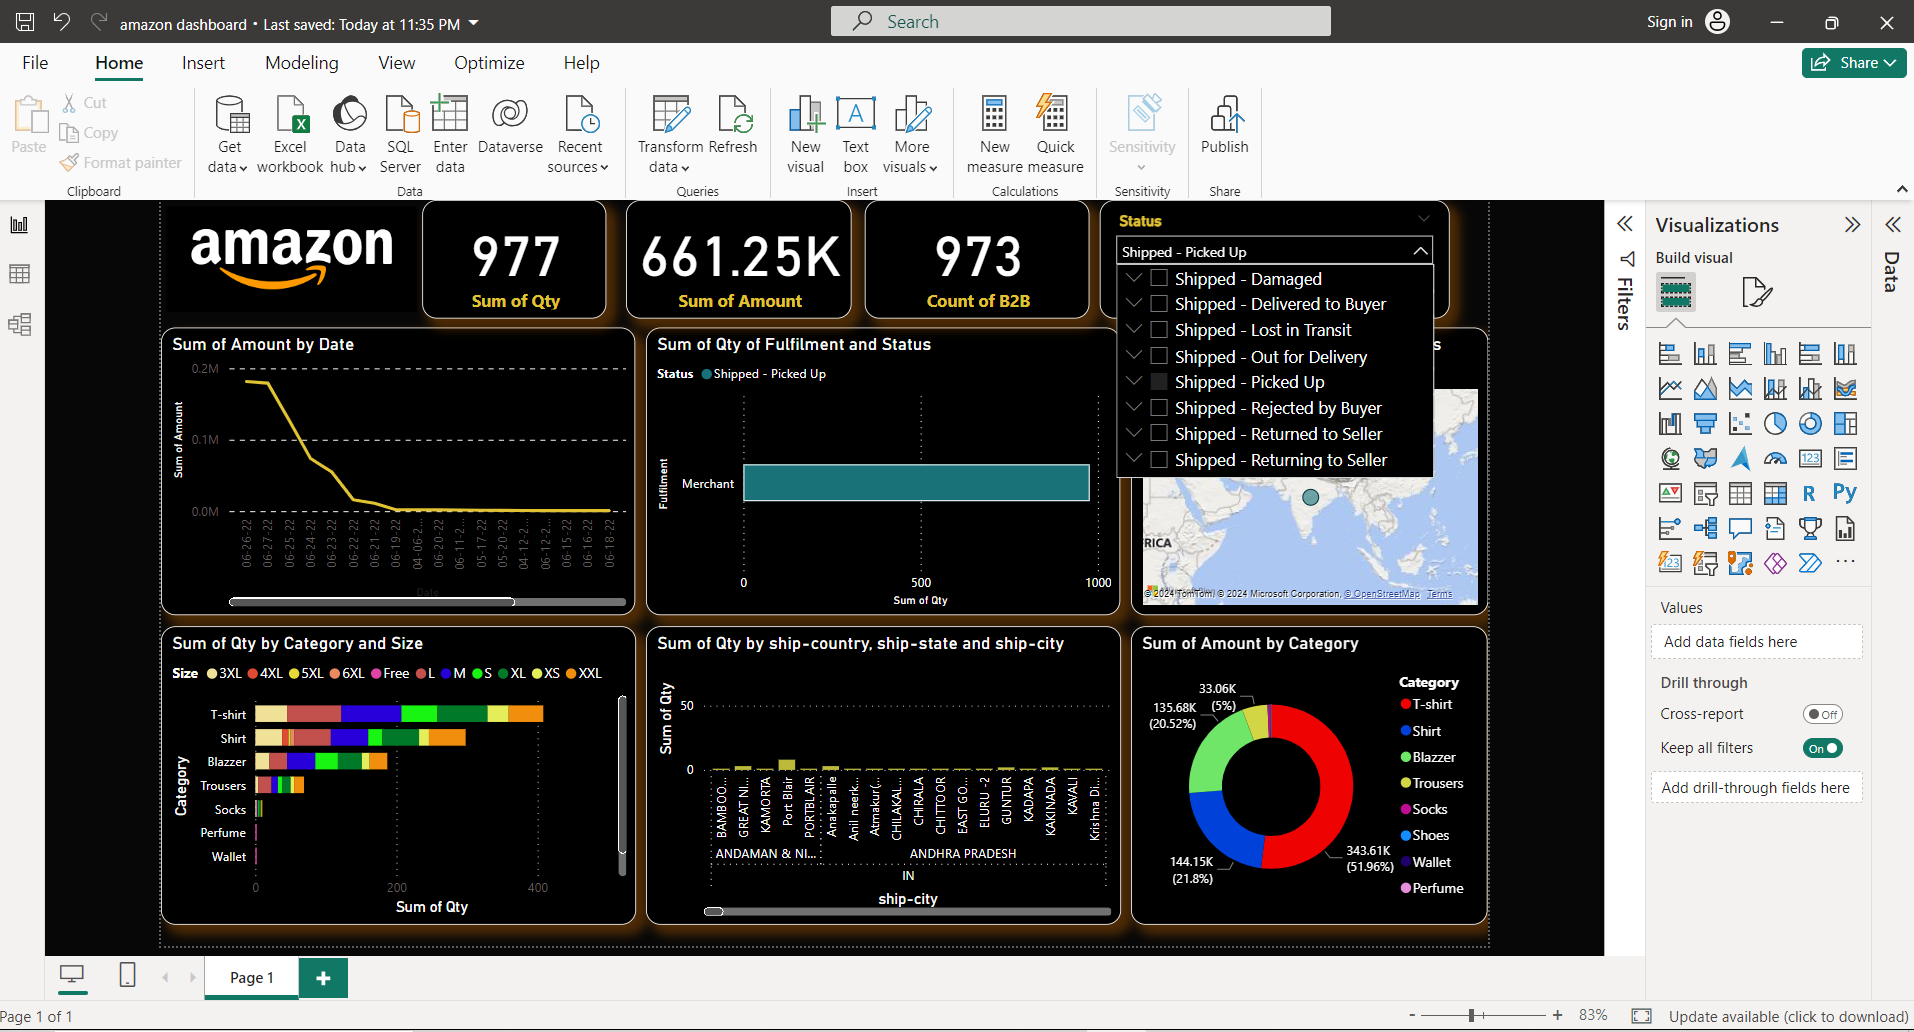 amazon dashboard • Last saved: Today at 11:35 PM
Search
Sign in
File Home Insert Modeling View Optimize Help
Share
Paste
Cut
Copy
Format painter
Clipboard
Get data
Excel workbook
Data hub
SQL Server
Enter data
Dataverse
Recent sources
Data
Transform data
Refresh
Queries
New visual
Text box
More visuals
Insert
New measure
Quick measure
Calculations
Sensitivity
Sensitivity
Publish
Share
amazon
977
Sum of Qty
661.25K
Sum of Amount
973
Count of B2B
Status
Shipped - Picked Up
Shipped - Damaged
Shipped - Delivered to Buyer
Shipped - Lost in Transit
Shipped - Out for Delivery
Shipped - Picked Up
Shipped - Rejected by Buyer
Shipped - Returned to Seller
Shipped - Returning to Seller
Sum of Amount by Date
Sum of Amount
0.2M
0.1M
0.0M
06-26-22
06-27-22
06-25-22
06-24-22
06-23-22
06-22-22
06-21-22
06-19-22
04-06-2...
06-20-22
06-11-2...
05-17-22
05-20-22
04-12-2...
06-12-2...
06-15-22
06-16-22
06-18-22
Date
Sum of Qty of Fulfilment and Status
Status Shipped - Picked Up
Fulfilment
Merchant
0 500 1000
Sum of Qty
s
RICA
© 2024 TomTom, © 2024 Microsoft Corporation, © OpenStreetMap Terms
Sum of Qty by Category and Size
Size 3XL 4XL 5XL 6XL Free L M S XL XS XXL
Category
T-shirt
Shirt
Blazzer
Trousers
Socks
Perfume
Wallet
0 200 400
Sum of Qty
Sum of Qty by ship-country, ship-state and ship-city
Sum of Qty
50
0
BAMBOO...
GREAT NI...
KAMORTA
Port Blair
PORTBLAIR
Anakapalle
Anil neerk...
Atmakur(...
CHILAKAL...
CHIRALA
CHITTOOR
EAST GO...
ELURU -2
GUNTUR
KADAPA
KAKINADA
KAVALI
Krishna Di...
ANDAMAN & NI... ANDHRA PRADESH
IN
ship-city
Sum of Amount by Category
33.06K
(5%)
135.68K
(20.52%)
144.15K
(21.8%)
343.61K
(51.96%)
Category
T-shirt
Shirt
Blazzer
Trousers
Socks
Shoes
Wallet
Perfume
Filters
Visualizations
Build visual
123
R
Py
123
Values
Add data fields here
Drill through
Cross-report Off
Keep all filters On
Add drill-through fields here
Data
Page 1
+
Page 1 of 1
- + 83%
Update available (click to download)